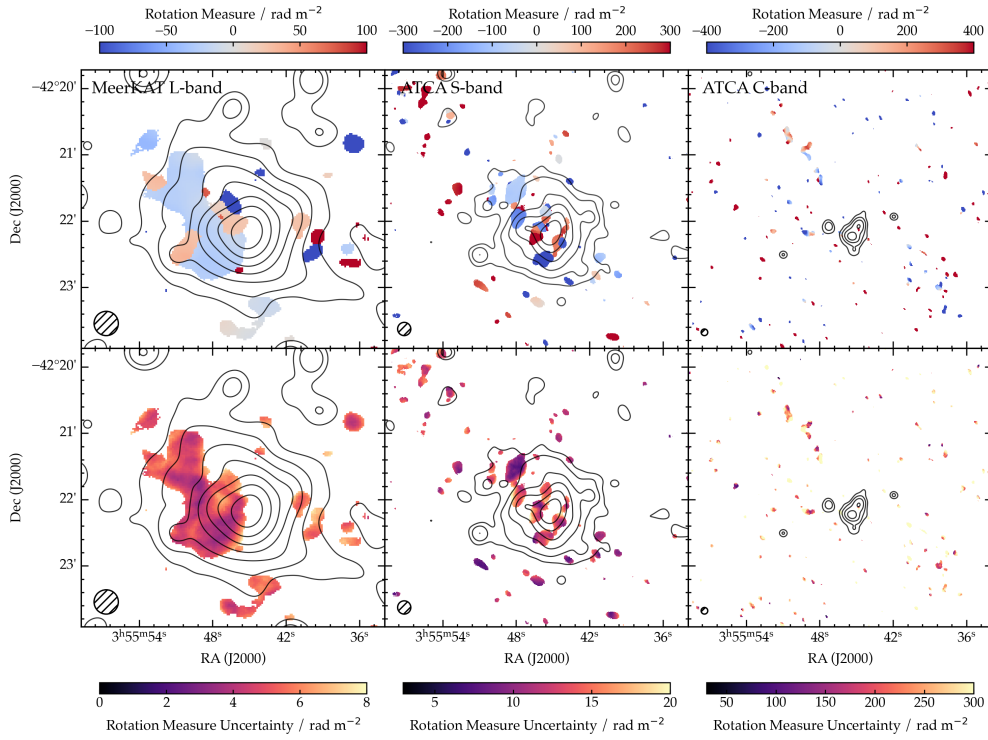 Rotation Measure / rad m⁻² Rotation Measure / rad m⁻² Rotation Measure / rad m⁻²
−100 −50 0 50 100 −300 −200 −100 0 100 200 300 −400 −200 0 200 400
MeerKAT L-band ATCA S-band ATCA C-band
−42°20′
21′
22′
23′
Dec (J2000)
−42°20′
21′
22′
23′
Dec (J2000)
3ʰ55ᵐ54ˢ 48ˢ 42ˢ 36ˢ 3ʰ55ᵐ54ˢ 48ˢ 42ˢ 36ˢ 3ʰ55ᵐ54ˢ 48ˢ 42ˢ 36ˢ
RA (J2000) RA (J2000) RA (J2000)
0 2 4 6 8 5 10 15 20 50 100 150 200 250 300
Rotation Measure Uncertainty / rad m⁻² Rotation Measure Uncertainty / rad m⁻² Rotation Measure Uncertainty / rad m⁻²